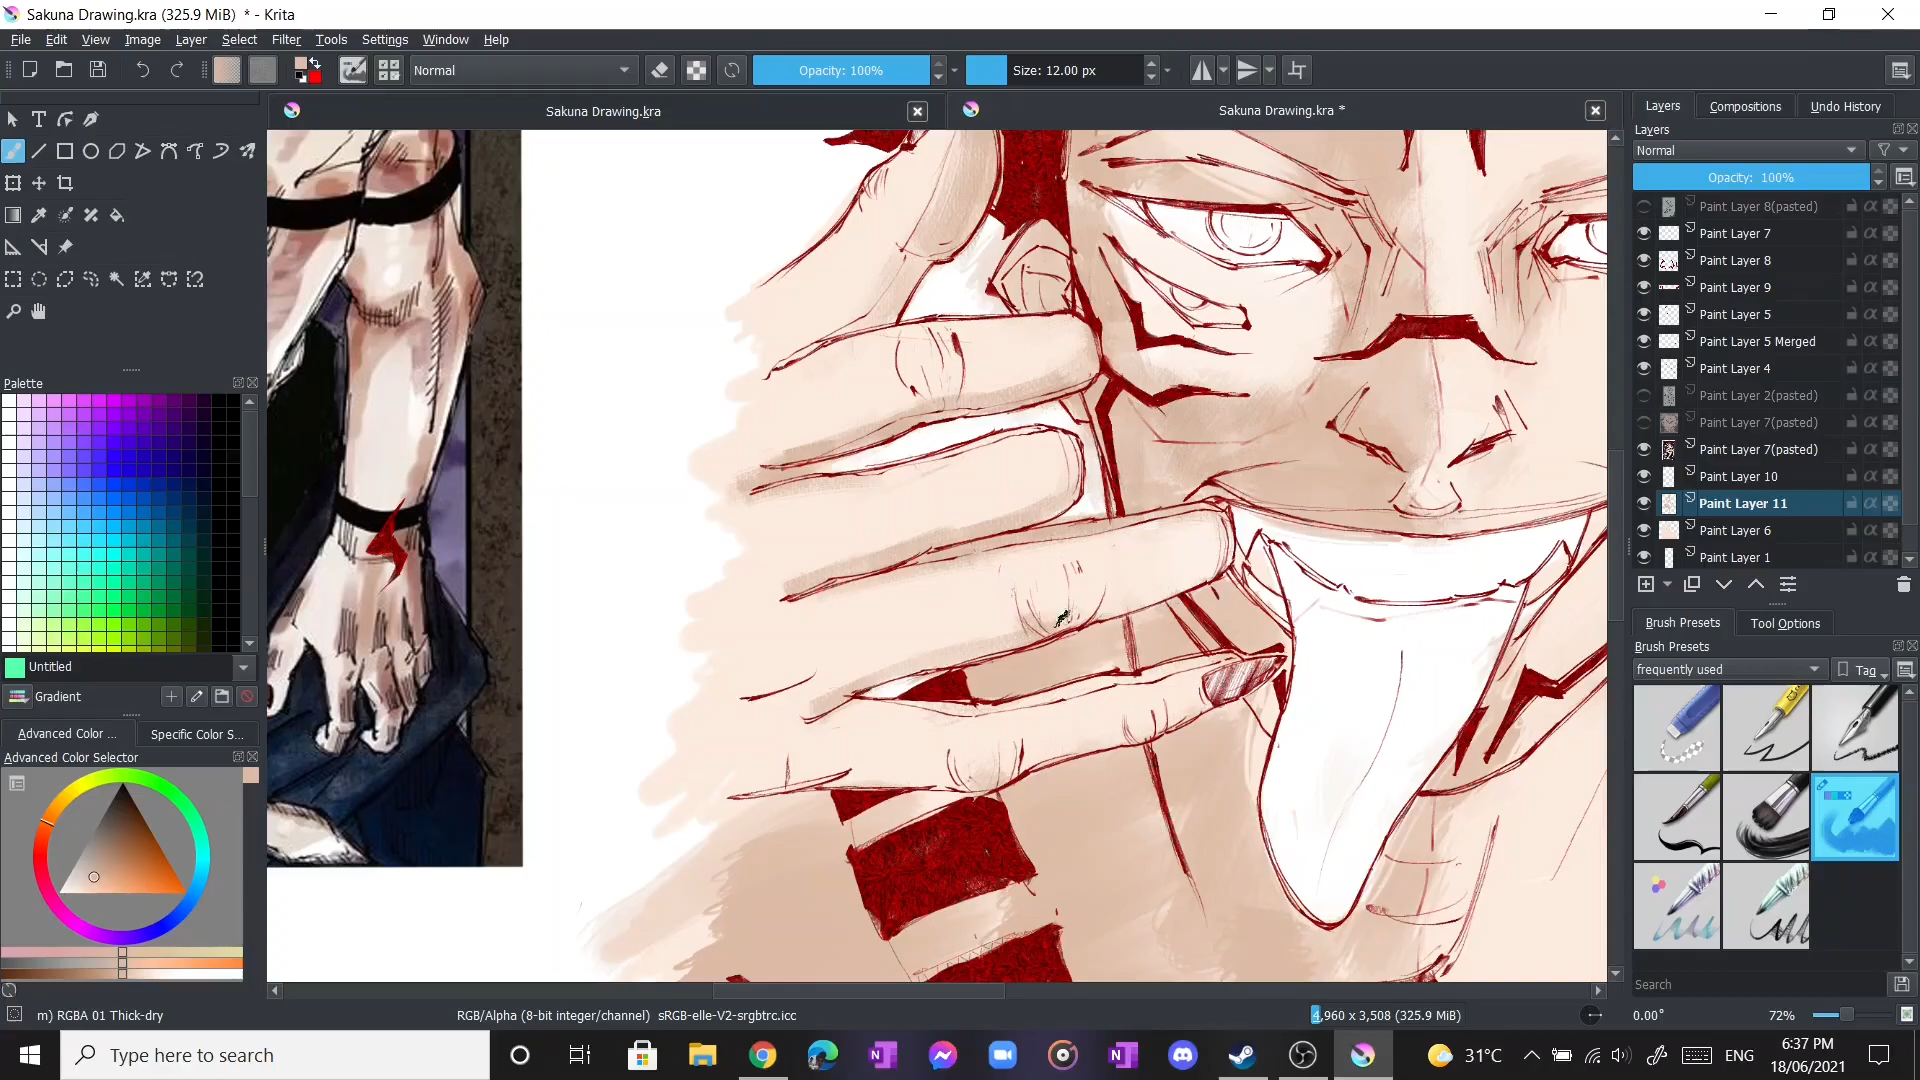 Sakuna Drawing.kra (325.9 MiB) * - Krita
File Edit View Image Layer Select Filter Tools Settings Window Help
Normal
Opacity: 100%
Size: 12.00 px
Sakuna Drawing.kra
Sakuna Drawing.kra *
Layers Compositions Undo History
Layers
Normal
Opacity: 100%
Paint Layer 8(pasted)
Paint Layer 7
Paint Layer 8
Paint Layer 9
Paint Layer 5
Paint Layer 5 Merged
Paint Layer 4
Paint Layer 2(pasted)
Paint Layer 7(pasted)
Paint Layer 7(pasted)
Paint Layer 10
Paint Layer 11
Paint Layer 6
Paint Layer 1
Palette
Untitled
Gradient
Advanced Color ... Specific Color S...
Advanced Color Selector
Brush Presets Tool Options
Brush Presets
frequently used
Tag
Search
m) RGBA 01 Thick-dry
RGB/Alpha (8-bit integer/channel) sRGB-elle-V2-srgbtrc.icc
4,960 x 3,508 (325.9 MiB)
0.00°
72%
Type here to search
31°C
ENG
6:37 PM
18/06/2021